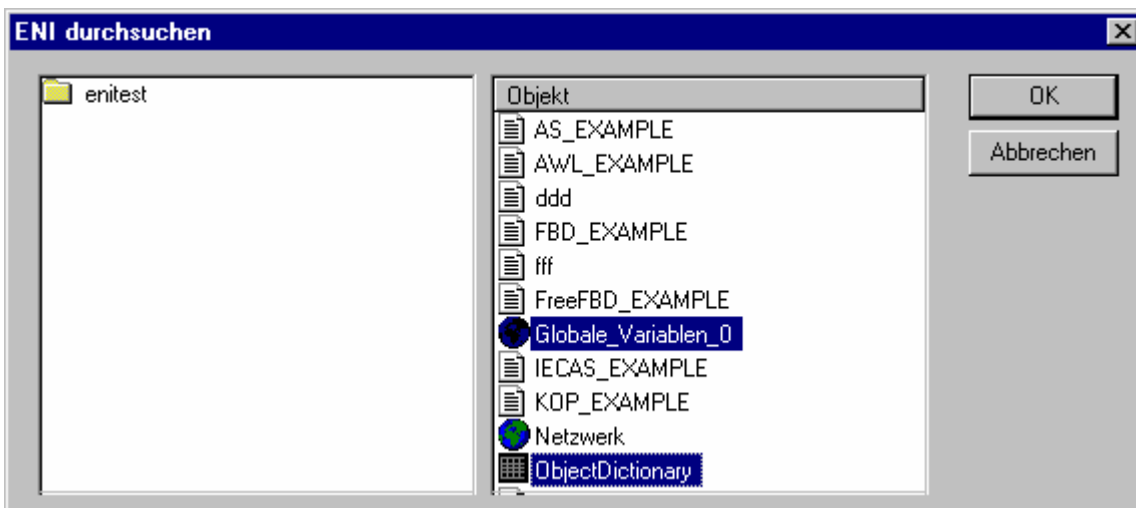 ENI durchsuchen
enitest
Objekt
AS_EXAMPLE
AWL_EXAMPLE
ddd
FBD_EXAMPLE
fff
FreeFBD_EXAMPLE
Globale_Variablen_0
IECAS_EXAMPLE
KOP_EXAMPLE
Netzwerk
ObjectDictionary
OK
Abbrechen